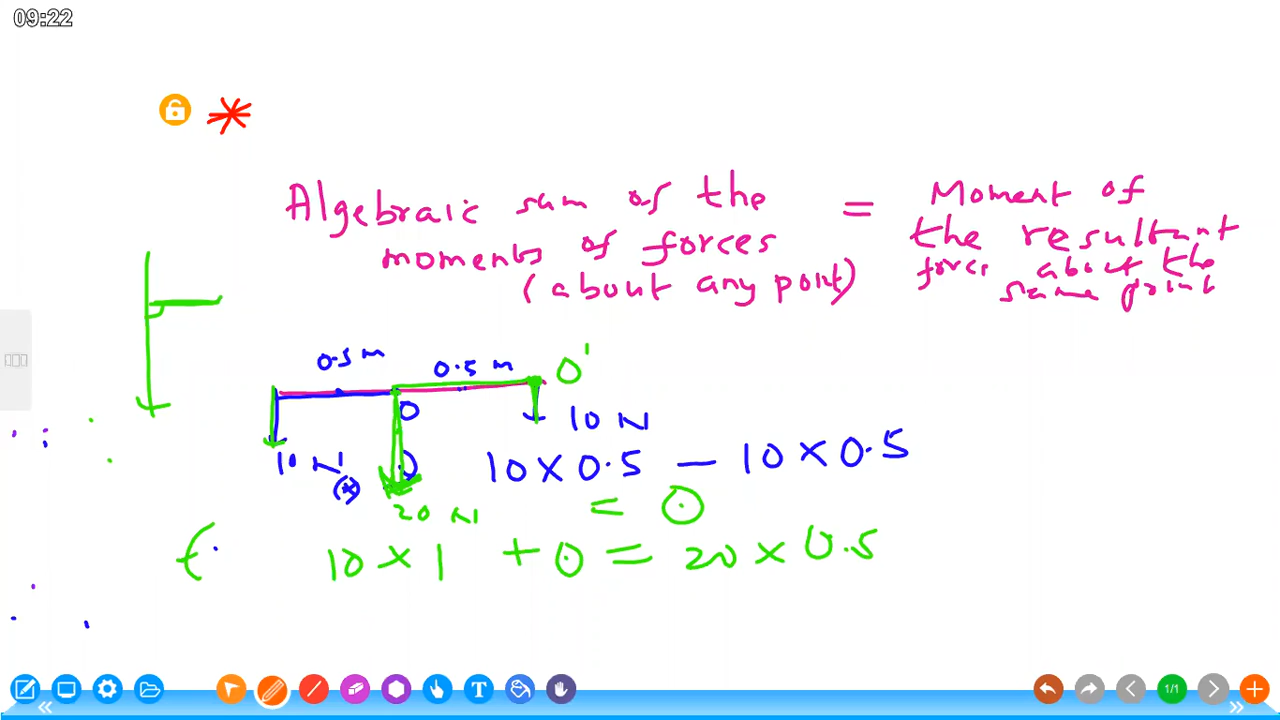 09:22
Algebraic sum of the = Moment of
moments of forces the resultant
(about any point) force about the
same point
0.5 m 0.5 m O'
O
10 N
10 N 10 × 0.5 − 10 × 0.5
20 N = 0
10 × 1 + 0 = 20 × 0.5
1/1